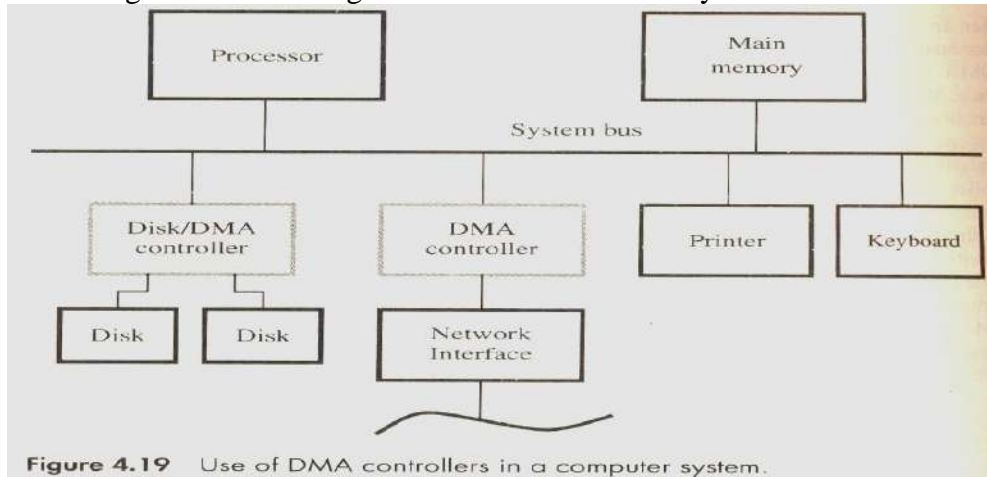 Processor
Main
memory
System bus
Disk/DMA
controller
DMA
controller
Printer
Keyboard
Disk
Disk
Network
Interface
Figure 4.19 Use of DMA controllers in a computer system.